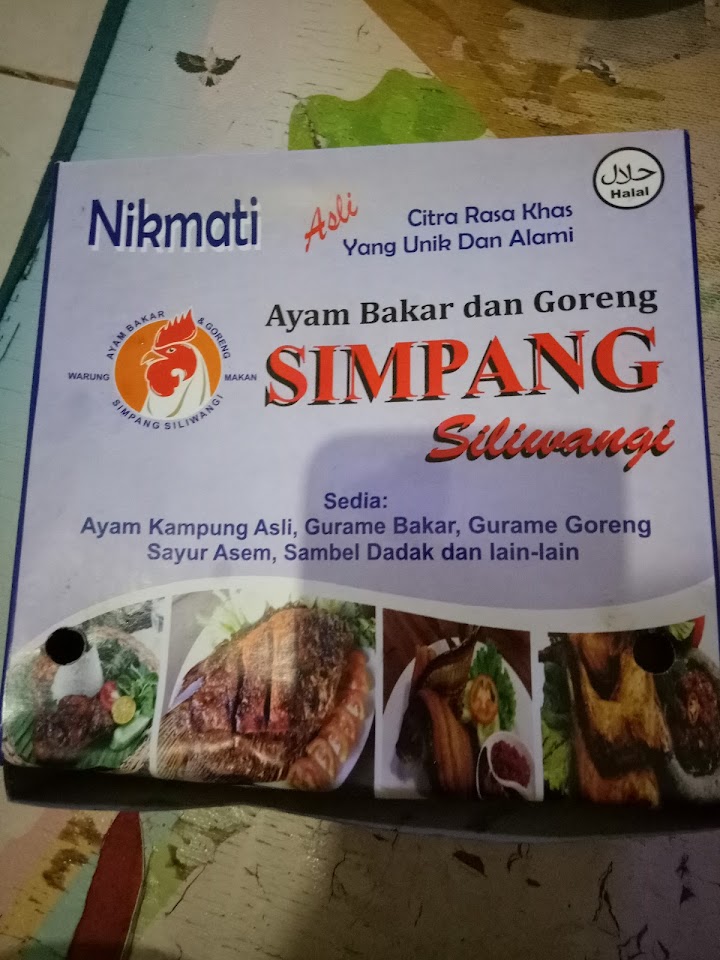 حلال
Halal
Nikmati
Asli
Citra Rasa Khas
Yang Unik Dan Alami
Ayam Bakar dan Goreng
SIMPANG
Siliwangi
AYAM BAKAR & GORENG
WARUNG MAKAN
SIMPANG SILIWANGI
Sedia:
Ayam Kampung Asli, Gurame Bakar, Gurame Goreng
Sayur Asem, Sambel Dadak dan lain-lain